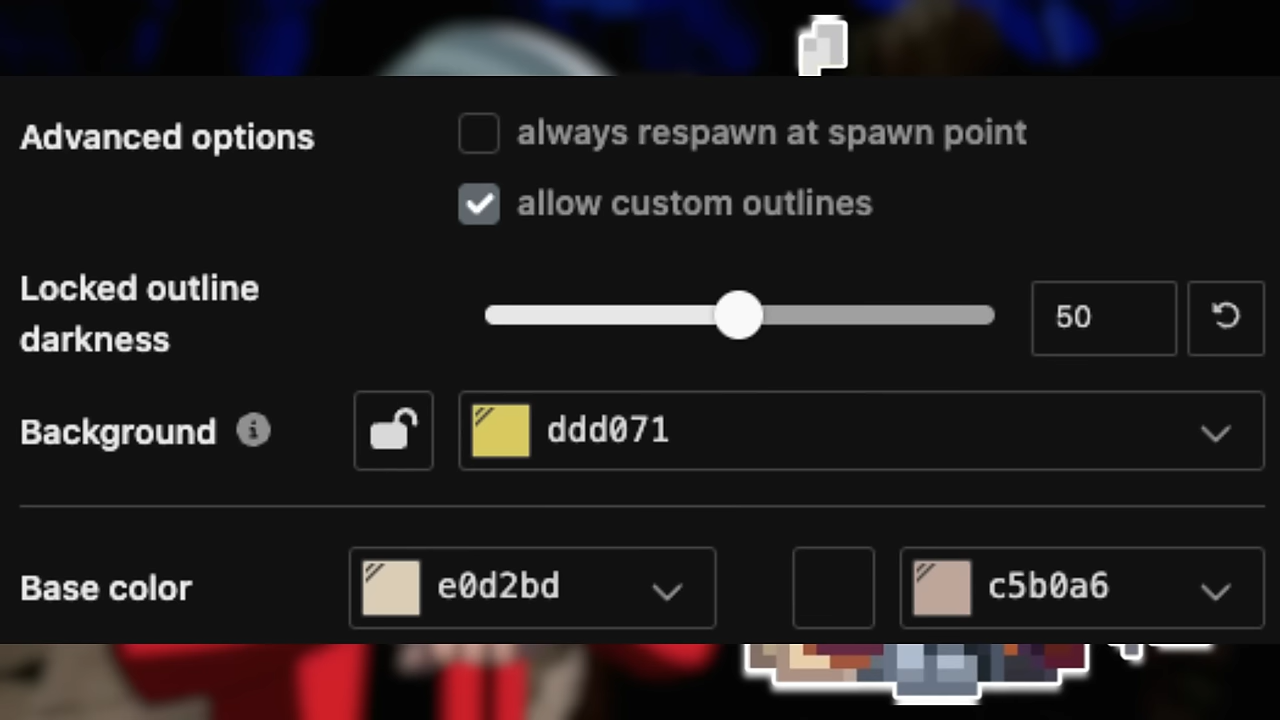 Advanced options
always respawn at spawn point
allow custom outlines
Locked outline
darkness
50
Background
ddd071
Base color
e0d2bd
c5b0a6